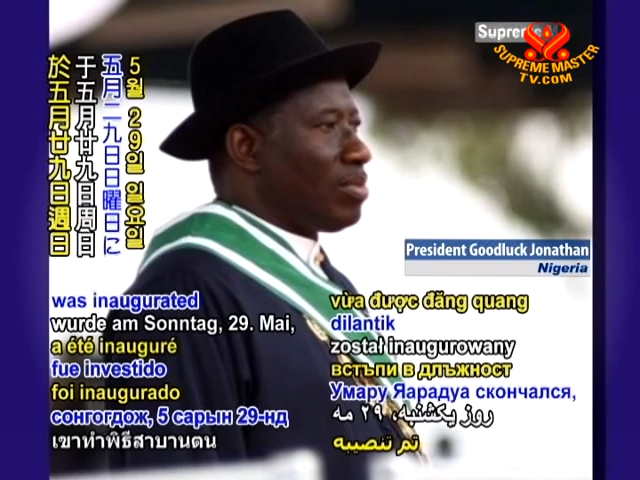 Supreme M
SUPREME MASTER
TV.COM
於五月廿九日週日
于五月廿九日周日
五月二九日日曜日に
5월 29일 일요일
President Goodluck Jonathan
Nigeria
was inaugurated
wurde am Sonntag, 29. Mai,
a été inauguré
fue investido
foi inaugurado
сонгогдож, 5 сарын 29-нд
เขาทำพิธีสาบานตน
vừa được đăng quang
dilantik
został inaugurowany
встъпи в длъжност
Умару Яарадуа скончался,
روز یکشنبه، ۲۹ مه
تم تنصيبه